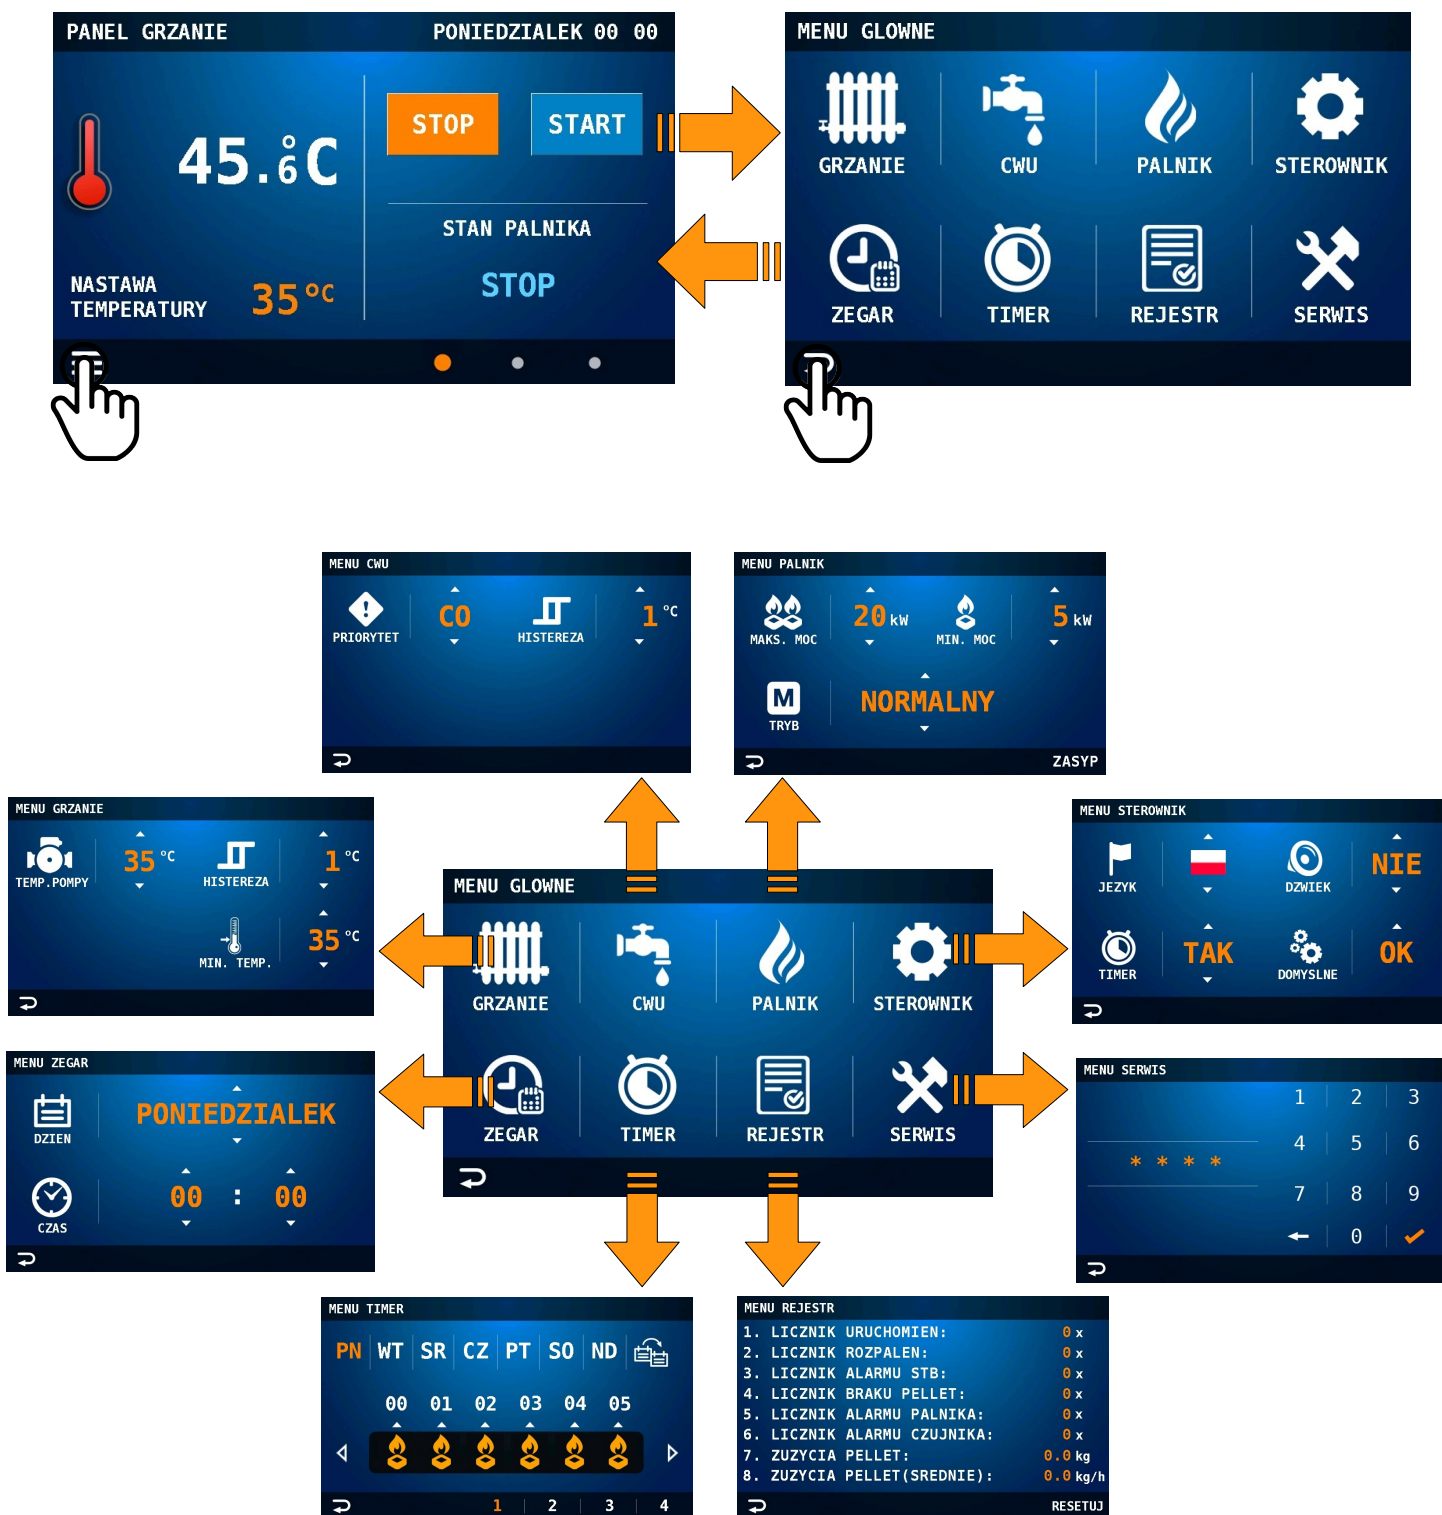 PANEL GRZANIE PONIEDZIALEK 00 00
STOP START
45.6°C
STAN PALNIKA
STOP
NASTAWA
TEMPERATURY 35°C
MENU GLOWNE
GRZANIE CWU PALNIK STEROWNIK
ZEGAR TIMER REJESTR SERWIS
MENU CWU
PRIORYTET CO HISTEREZA 1 °C
MENU PALNIK
MAKS. MOC 20 kW MIN. MOC 5 kW
M
TRYB NORMALNY
ZASYP
MENU GRZANIE
TEMP.POMPY 35 °C HISTEREZA 1 °C
MIN. TEMP. 35 °C
MENU GLOWNE
GRZANIE CWU PALNIK STEROWNIK
ZEGAR TIMER REJESTR SERWIS
MENU STEROWNIK
JEZYK DZWIEK NIE
TIMER TAK DOMYSLNE OK
MENU ZEGAR
DZIEN PONIEDZIALEK
CZAS 00 : 00
MENU SERWIS
1 2 3
4 5 6
* * * *
7 8 9
0
MENU TIMER
PN WT SR CZ PT SO ND
00 01 02 03 04 05
1 2 3 4
MENU REJESTR
1. LICZNIK URUCHOMIEN: 0 x
2. LICZNIK ROZPALEN: 0 x
3. LICZNIK ALARMU STB: 0 x
4. LICZNIK BRAKU PELLET: 0 x
5. LICZNIK ALARMU PALNIKA: 0 x
6. LICZNIK ALARMU CZUJNIKA: 0 x
7. ZUZYCIA PELLET: 0.0 kg
8. ZUZYCIA PELLET(SREDNIE): 0.0 kg/h
RESETUJ